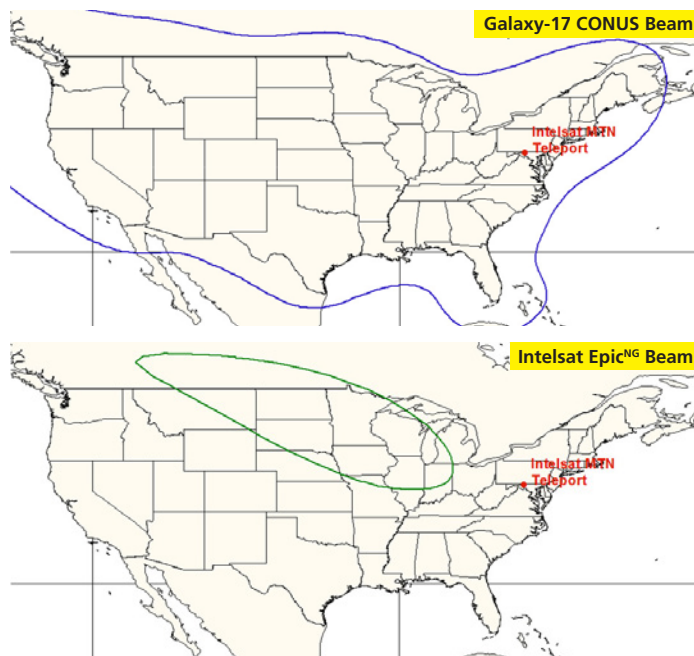 Galaxy-17 CONUS Beam
Intelsat MTN
Teleport
Intelsat Epicᴺᴳ Beam
Intelsat MTN
Teleport